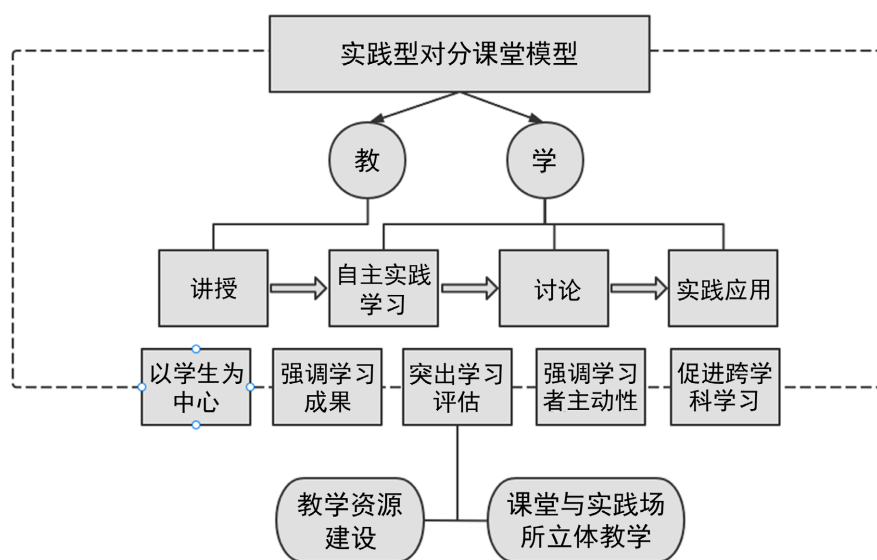 实践型对分课堂模型
教
学
讲授
自主实践
学习
讨论
实践应用
以学生为
中心
强调学习
成果
突出学习
评估
强调学习
者主动性
促进跨学
科学习
教学资源
建设
课堂与实践场
所立体教学